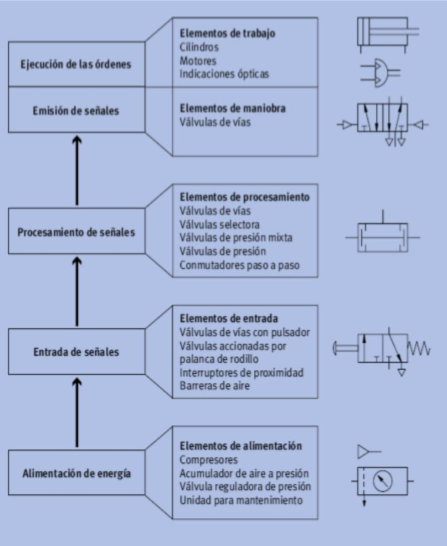 Ejecución de las órdenes
Elementos de trabajo
Cilindros
Motores
Indicaciones ópticas
Emisión de señales
Elementos de maniobra
Válvulas de vías
Procesamiento de señales
Elementos de procesamiento
Válvulas de vías
Válvulas selectora
Válvulas de presión mixta
Válvulas de presión
Conmutadores paso a paso
Entrada de señales
Elementos de entrada
Válvulas de vías con pulsador
Válvulas accionadas por
palanca de rodillo
Interruptores de proximidad
Barreras de aire
Alimentación de energía
Elementos de alimentación
Compresores
Acumulador de aire a presión
Válvula reguladora de presión
Unidad para mantenimiento